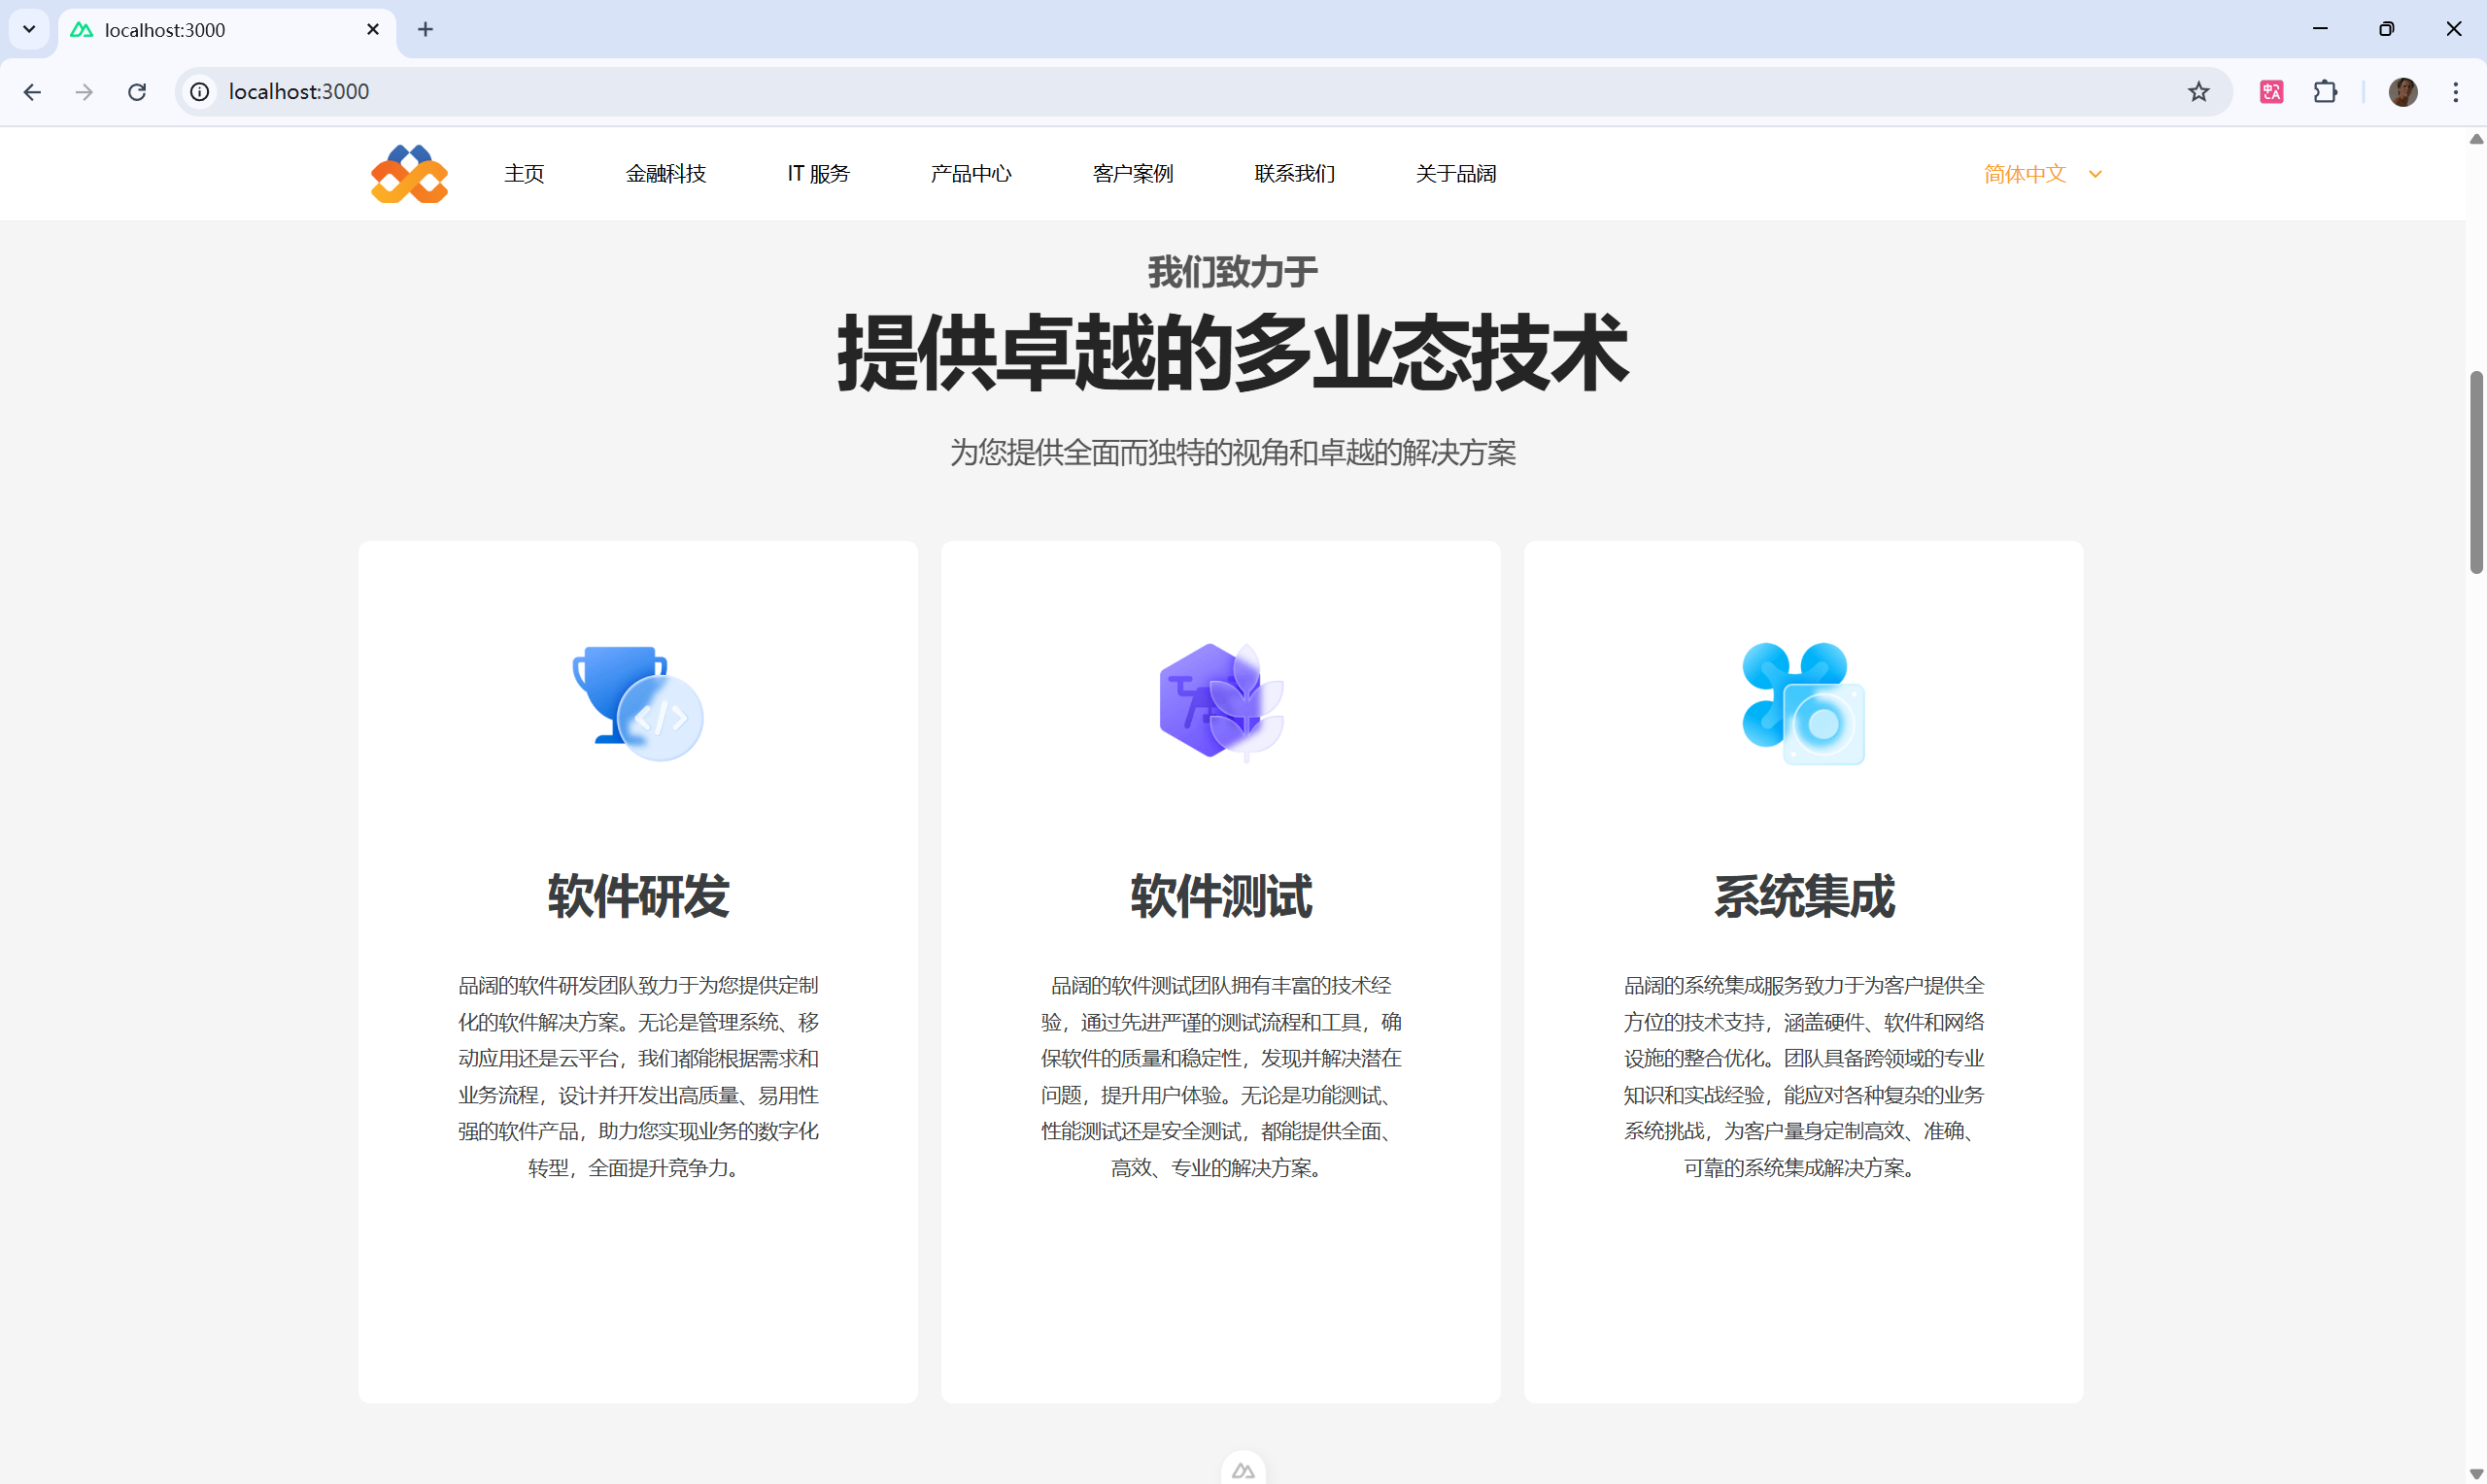 localhost:3000
localhost:3000
主页 金融科技 IT 服务 产品中心 客户案例 联系我们 关于品阔 简体中文
我们致力于
提供卓越的多业态技术
为您提供全面而独特的视角和卓越的解决方案
软件研发
品阔的软件研发团队致力于为您提供定制
化的软件解决方案。无论是管理系统、移
动应用还是云平台，我们都能根据需求和
业务流程，设计并开发出高质量、易用性
强的软件产品，助力您实现业务的数字化
转型，全面提升竞争力。
软件测试
品阔的软件测试团队拥有丰富的技术经
验，通过先进严谨的测试流程和工具，确
保软件的质量和稳定性，发现并解决潜在
问题，提升用户体验。无论是功能测试、
性能测试还是安全测试，都能提供全面、
高效、专业的解决方案。
系统集成
品阔的系统集成服务致力于为客户提供全
方位的技术支持，涵盖硬件、软件和网络
设施的整合优化。团队具备跨领域的专业
知识和实战经验，能应对各种复杂的业务
系统挑战，为客户量身定制高效、准确、
可靠的系统集成解决方案。